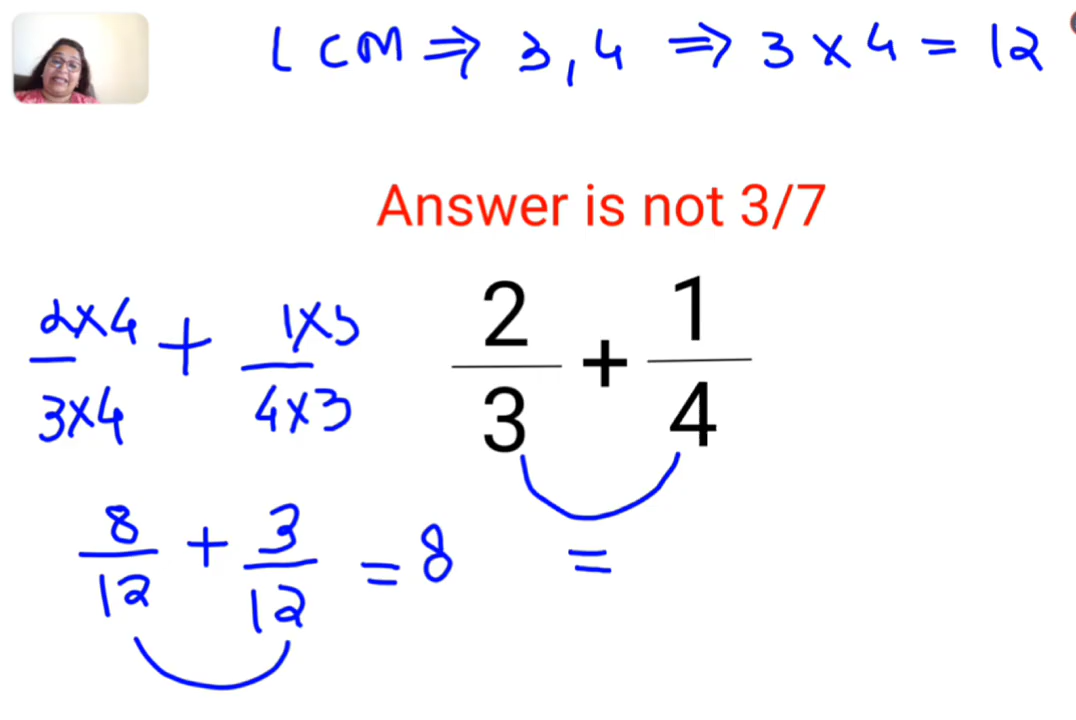 LCM ⇒ 3, 4 ⇒ 3 x 4 = 12
Answer is not 3/7
2x4/3x4 + 1x3/4x3
2/3 + 1/4
8/12 + 3/12 = 8
=